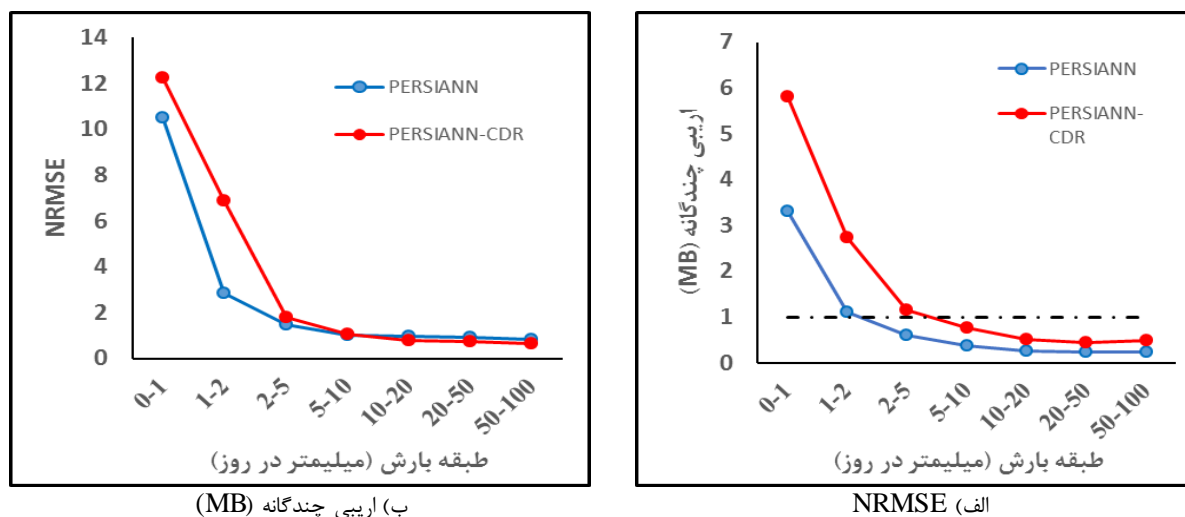 14
12
10
8
6
4
2
0
NRMSE
PERSIANN
PERSIANN-CDR
0-1
1-2
2-5
5-10
10-20
20-50
50-100
طبقه بارش (میلیمتر در روز)
ب) اریبی چندگانه (MB)
7
6
5
4
3
2
1
0
اریبی چندگانه (MB)
PERSIANN
PERSIANN-
CDR
0-1
1-2
2-5
5-10
10-20
20-50
50-100
طبقه بارش (میلیمتر در روز)
الف) NRMSE